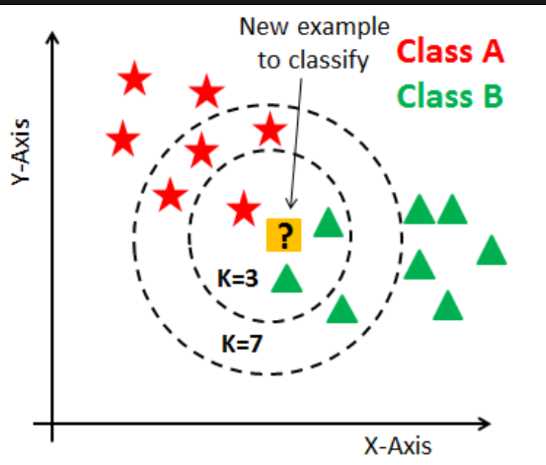 New example
to classify
Class A
Class B
Y-Axis
?
K=3
K=7
X-Axis